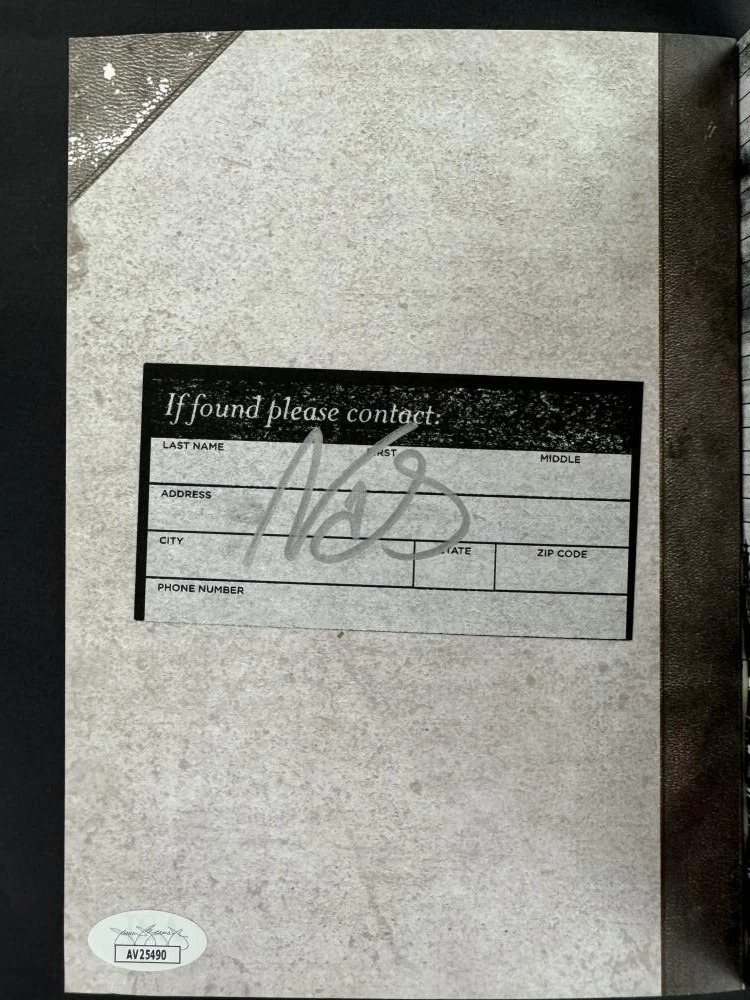 If found please contact:
LAST NAME FIRST MIDDLE
ADDRESS
CITY STATE ZIP CODE
PHONE NUMBER
AV25490